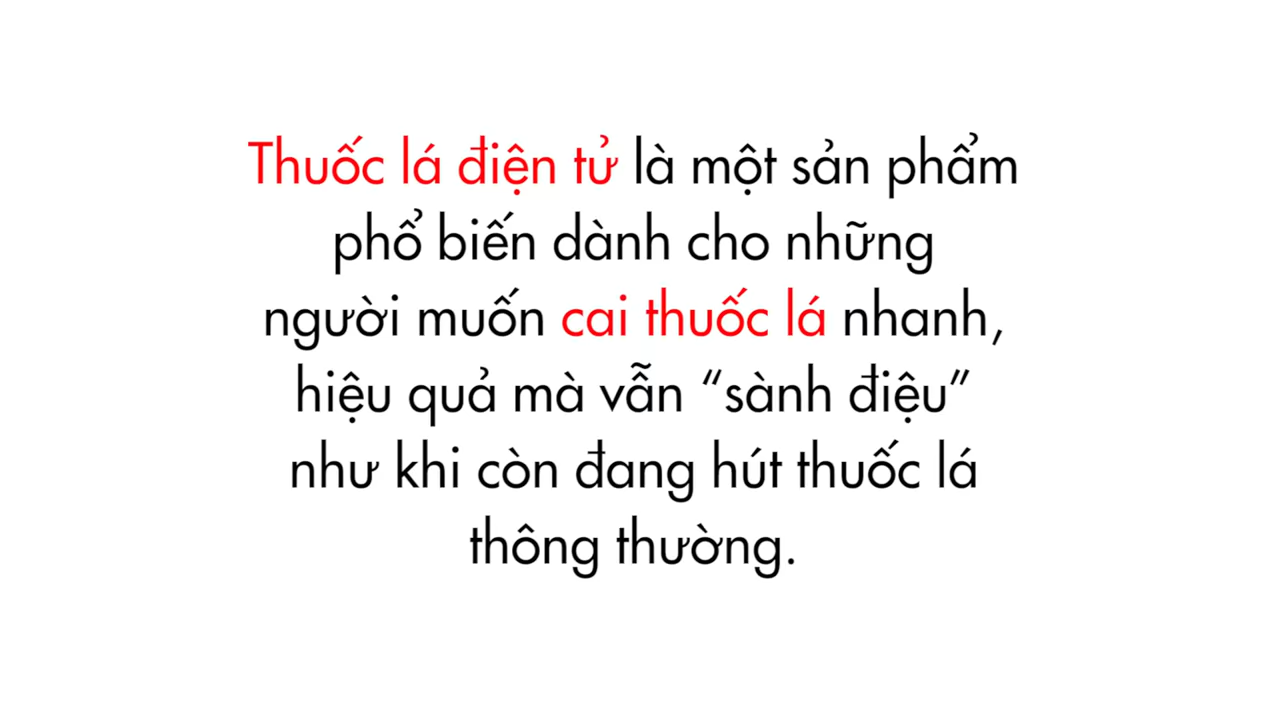 Thuốc lá điện tử là một sản phẩm
phổ biến dành cho những
người muốn cai thuốc lá nhanh,
hiệu quả mà vẫn “sành điệu”
như khi còn đang hút thuốc lá
thông thường.